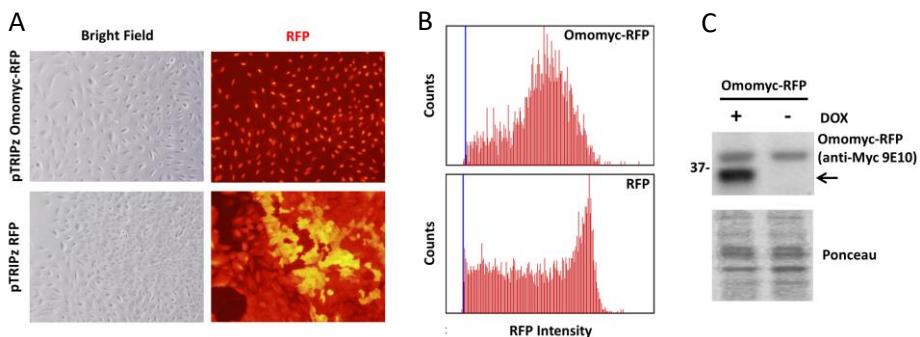 A
Bright Field
RFP
pTRIPz Omomyc-RFP
pTRIPz RFP
B
Omomyc-RFP
Counts
RFP
Counts
RFP Intensity
:
C
Omomyc-RFP
+ - DOX
Omomyc-RFP
(anti-Myc 9E10)
37-
Ponceau